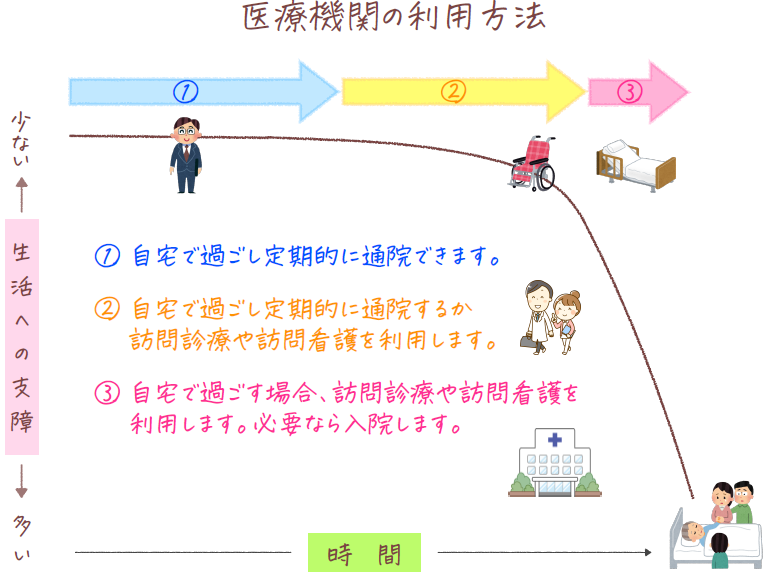 医療機関の利用方法
①
②
③
少ない
生活への支障
多い
① 自宅で過ごし定期的に通院できます。
② 自宅で過ごし定期的に通院するか
訪問診療や訪問看護を利用します。
③ 自宅で過ごす場合、訪問診療や訪問看護を
利用します。必要なら入院します。
時間